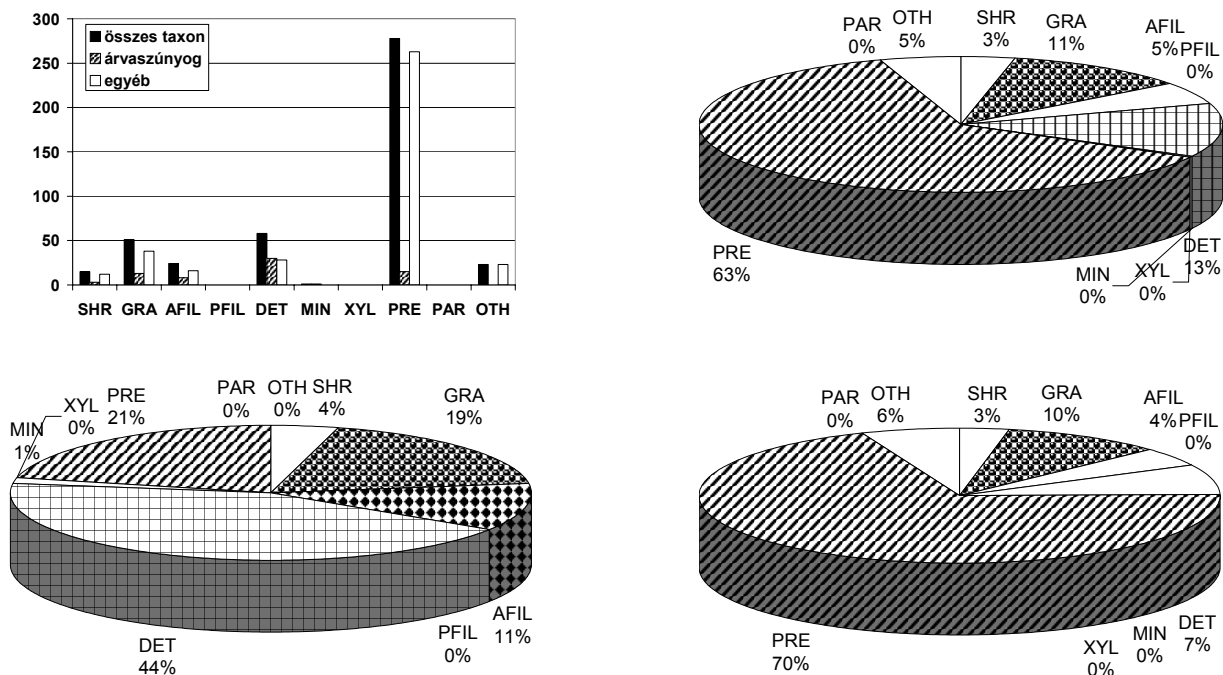 300
250
200
150
100
50
0
összes taxon
árvaszúnyog
egyéb
SHR GRA AFIL PFIL DET MIN XYL PRE PAR OTH
PAR
0%
OTH
5%
SHR
3%
GRA
11%
AFIL
5%
PFIL
0%
PRE
63%
MIN
0%
XYL
0%
DET
13%
MIN
1%
XYL
0%
PRE
21%
PAR
0%
OTH
0%
SHR
4%
GRA
19%
DET
44%
PFIL
0%
AFIL
11%
PAR
0%
OTH
6%
SHR
3%
GRA
10%
AFIL
4%
PFIL
0%
PRE
70%
XYL
0%
MIN
0%
DET
7%